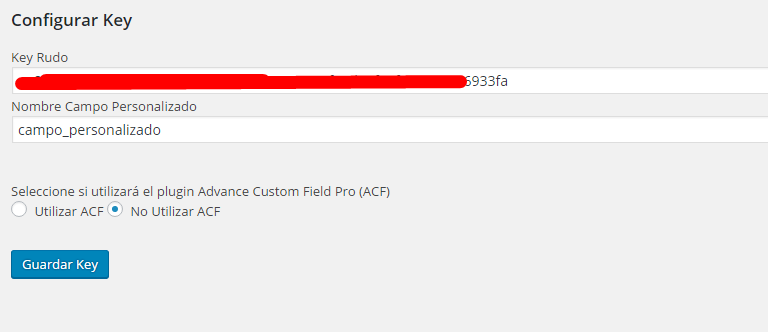 Configurar Key
Key Rudo
6933fa
Nombre Campo Personalizado
campo_personalizado
Seleccione si utilizará el plugin Advance Custom Field Pro (ACF)
Utilizar ACF No Utilizar ACF
Guardar Key